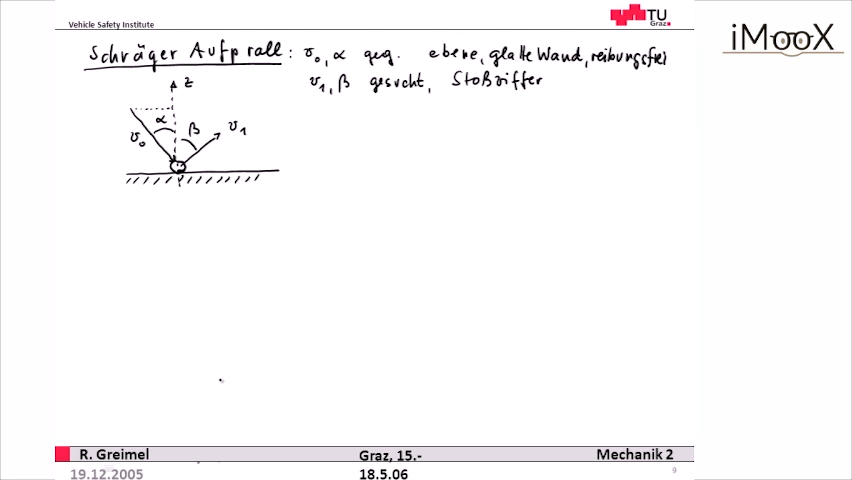 Vehicle Safety Institute
TU
Graz
iMooX
Schräger Aufprall: v₀, α geg. ebene, glatte Wand, reibungsfrei
v₁, β gesucht, Stoßziffer
z
α
β
v₁
v₀
R. Greimel
Graz, 15.-
Mechanik 2
19.12.2005
18.5.06
9